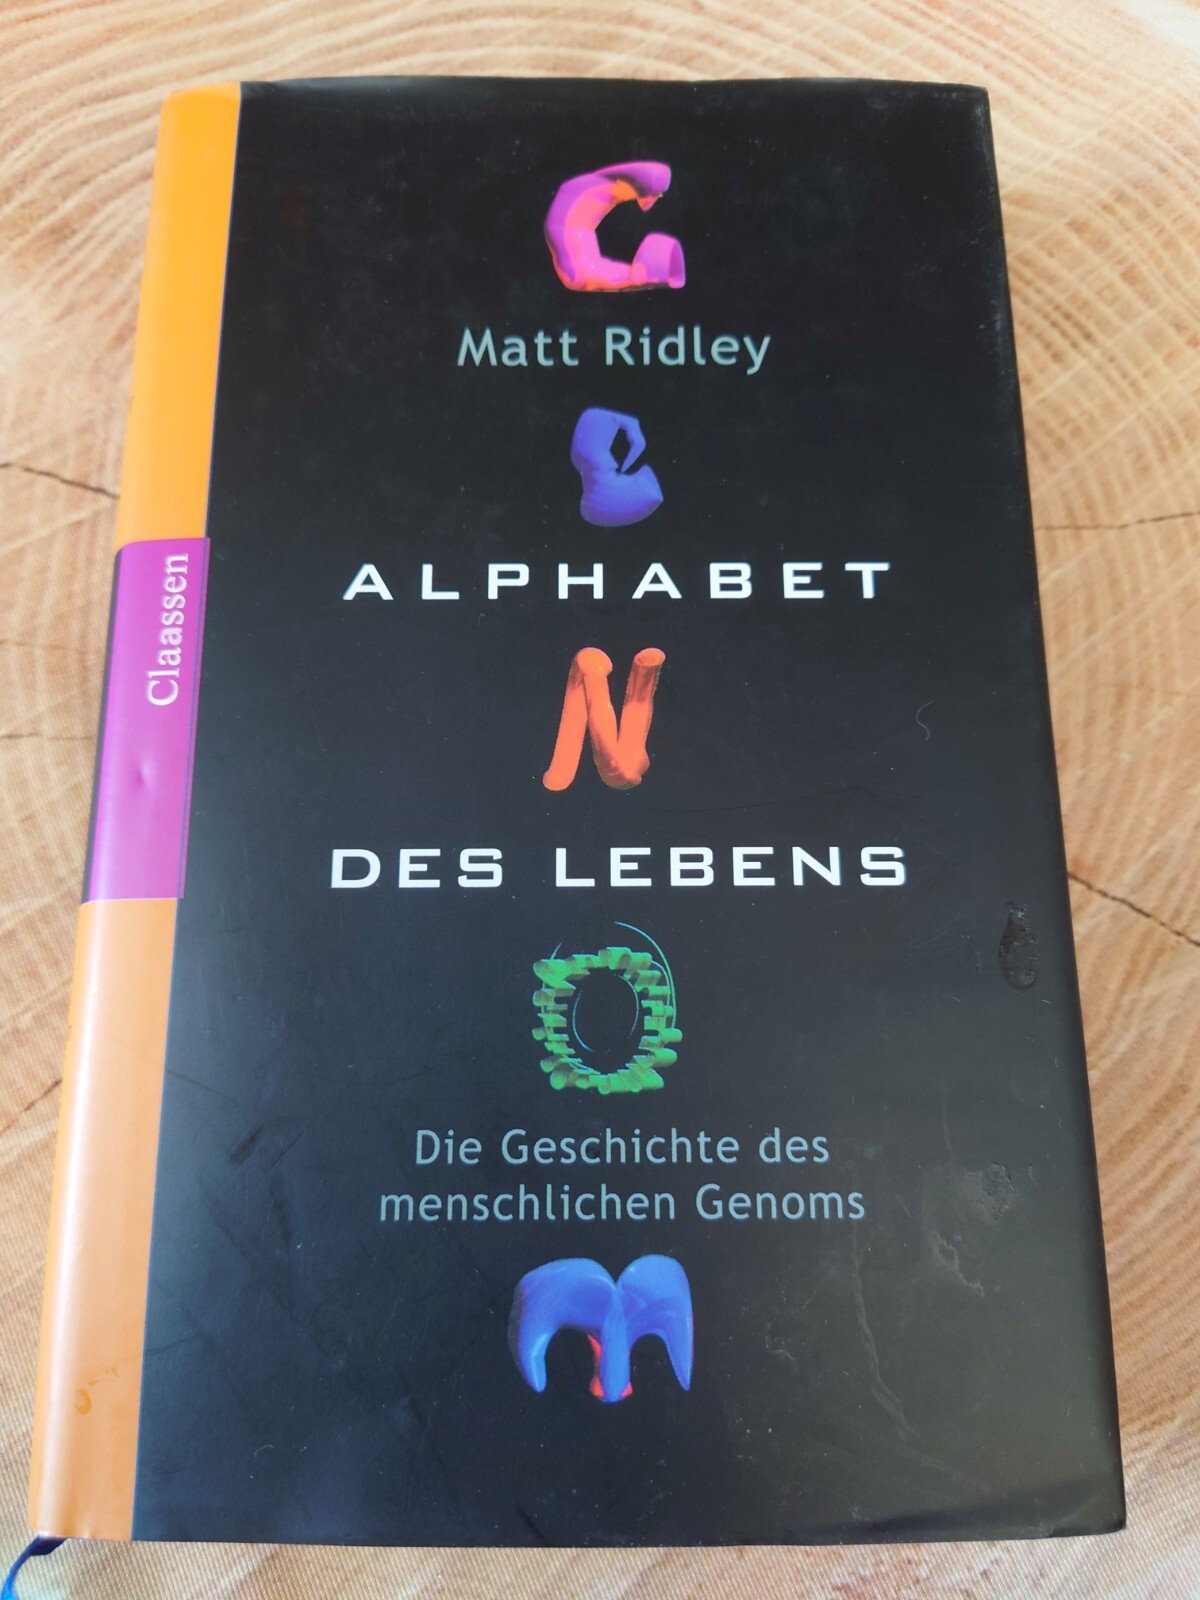 G
Matt Ridley
E
ALPHABET
N
DES LEBENS
O
Die Geschichte des
menschlichen Genoms
M
Claassen